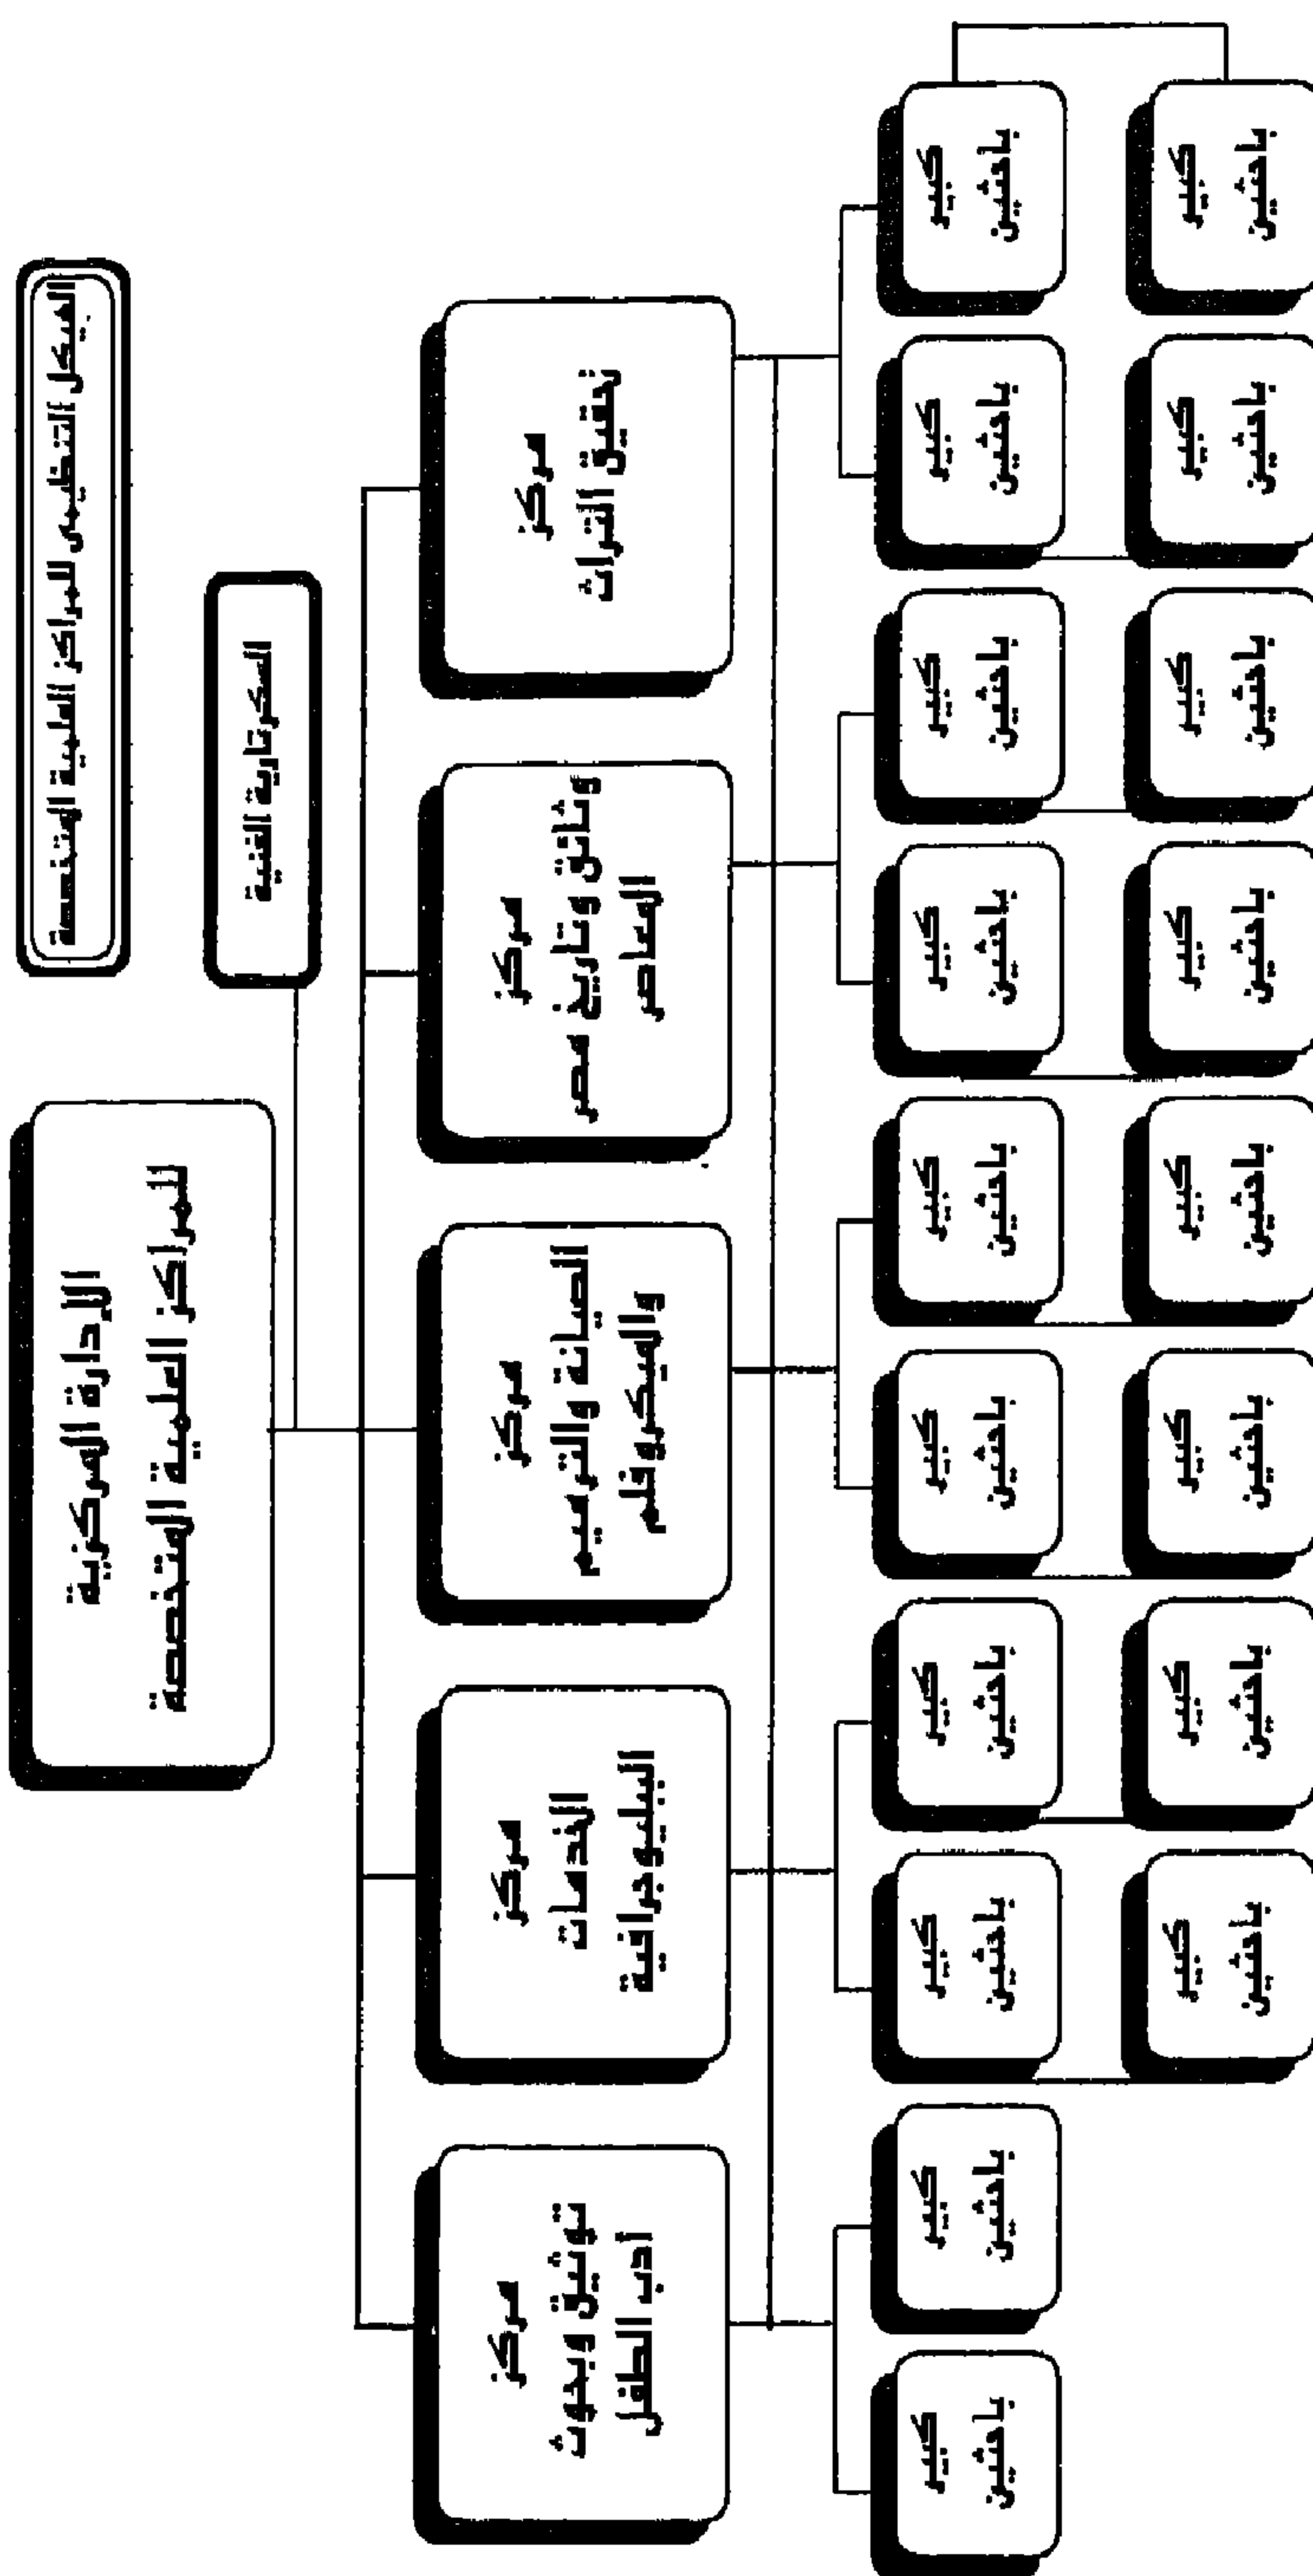 الهيكل التنظيمى للمراكز العلمية المتخصصة
الإدارة المركزية
للمراكز العلمية المتخصصة
السكرتارية الفنية
مركز
تحقيق التراث
مركز
وثائق وتاريخ مصر
المعاصر
مركز
الصيانة والترميم
والميكروفلم
مركز
الخدمات
الببليوجرافية
مركز
توثيق وبحوث
أدب الطفل
كبير
باحثين
كبير
باحثين
كبير
باحثين
كبير
باحثين
كبير
باحثين
كبير
باحثين
كبير
باحثين
كبير
باحثين
كبير
باحثين
كبير
باحثين
كبير
باحثين
كبير
باحثين
كبير
باحثين
كبير
باحثين
كبير
باحثين
كبير
باحثين
كبير
باحثين
كبير
باحثين